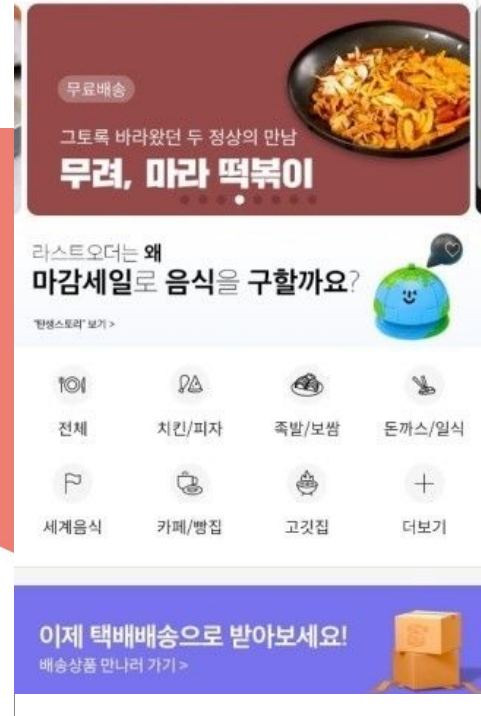 무료배송
그토록 바라왔던 두 정상의 만남
무려, 마라 떡볶이
라스트오더는 왜
마감세일로 음식을 구할까요?
"탄생스토리" 보기 >
전체
치킨/피자
족발/보쌈
돈까스/일식
세계음식
카페/빵집
고깃집
더보기
이제 택배배송으로 받아보세요!
배송상품 만나러 가기 >